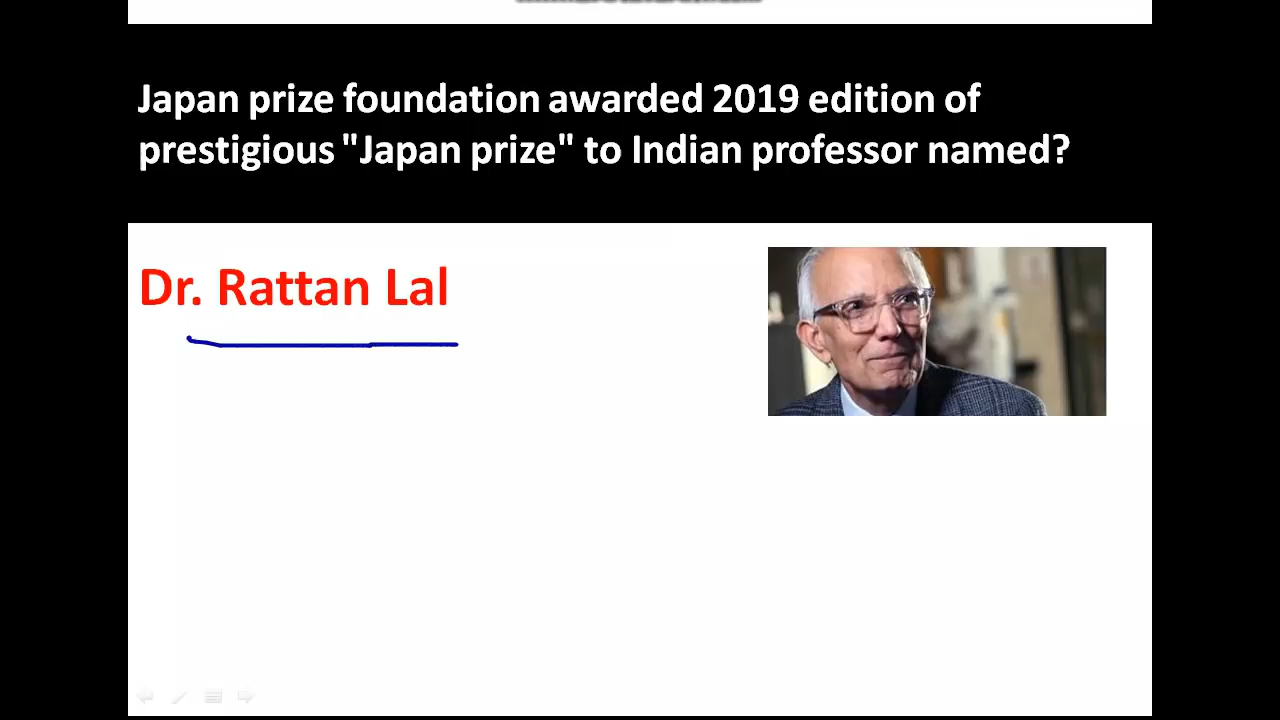 Japan prize foundation awarded 2019 edition of
prestigious "Japan prize" to Indian professor named?
Dr. Rattan Lal